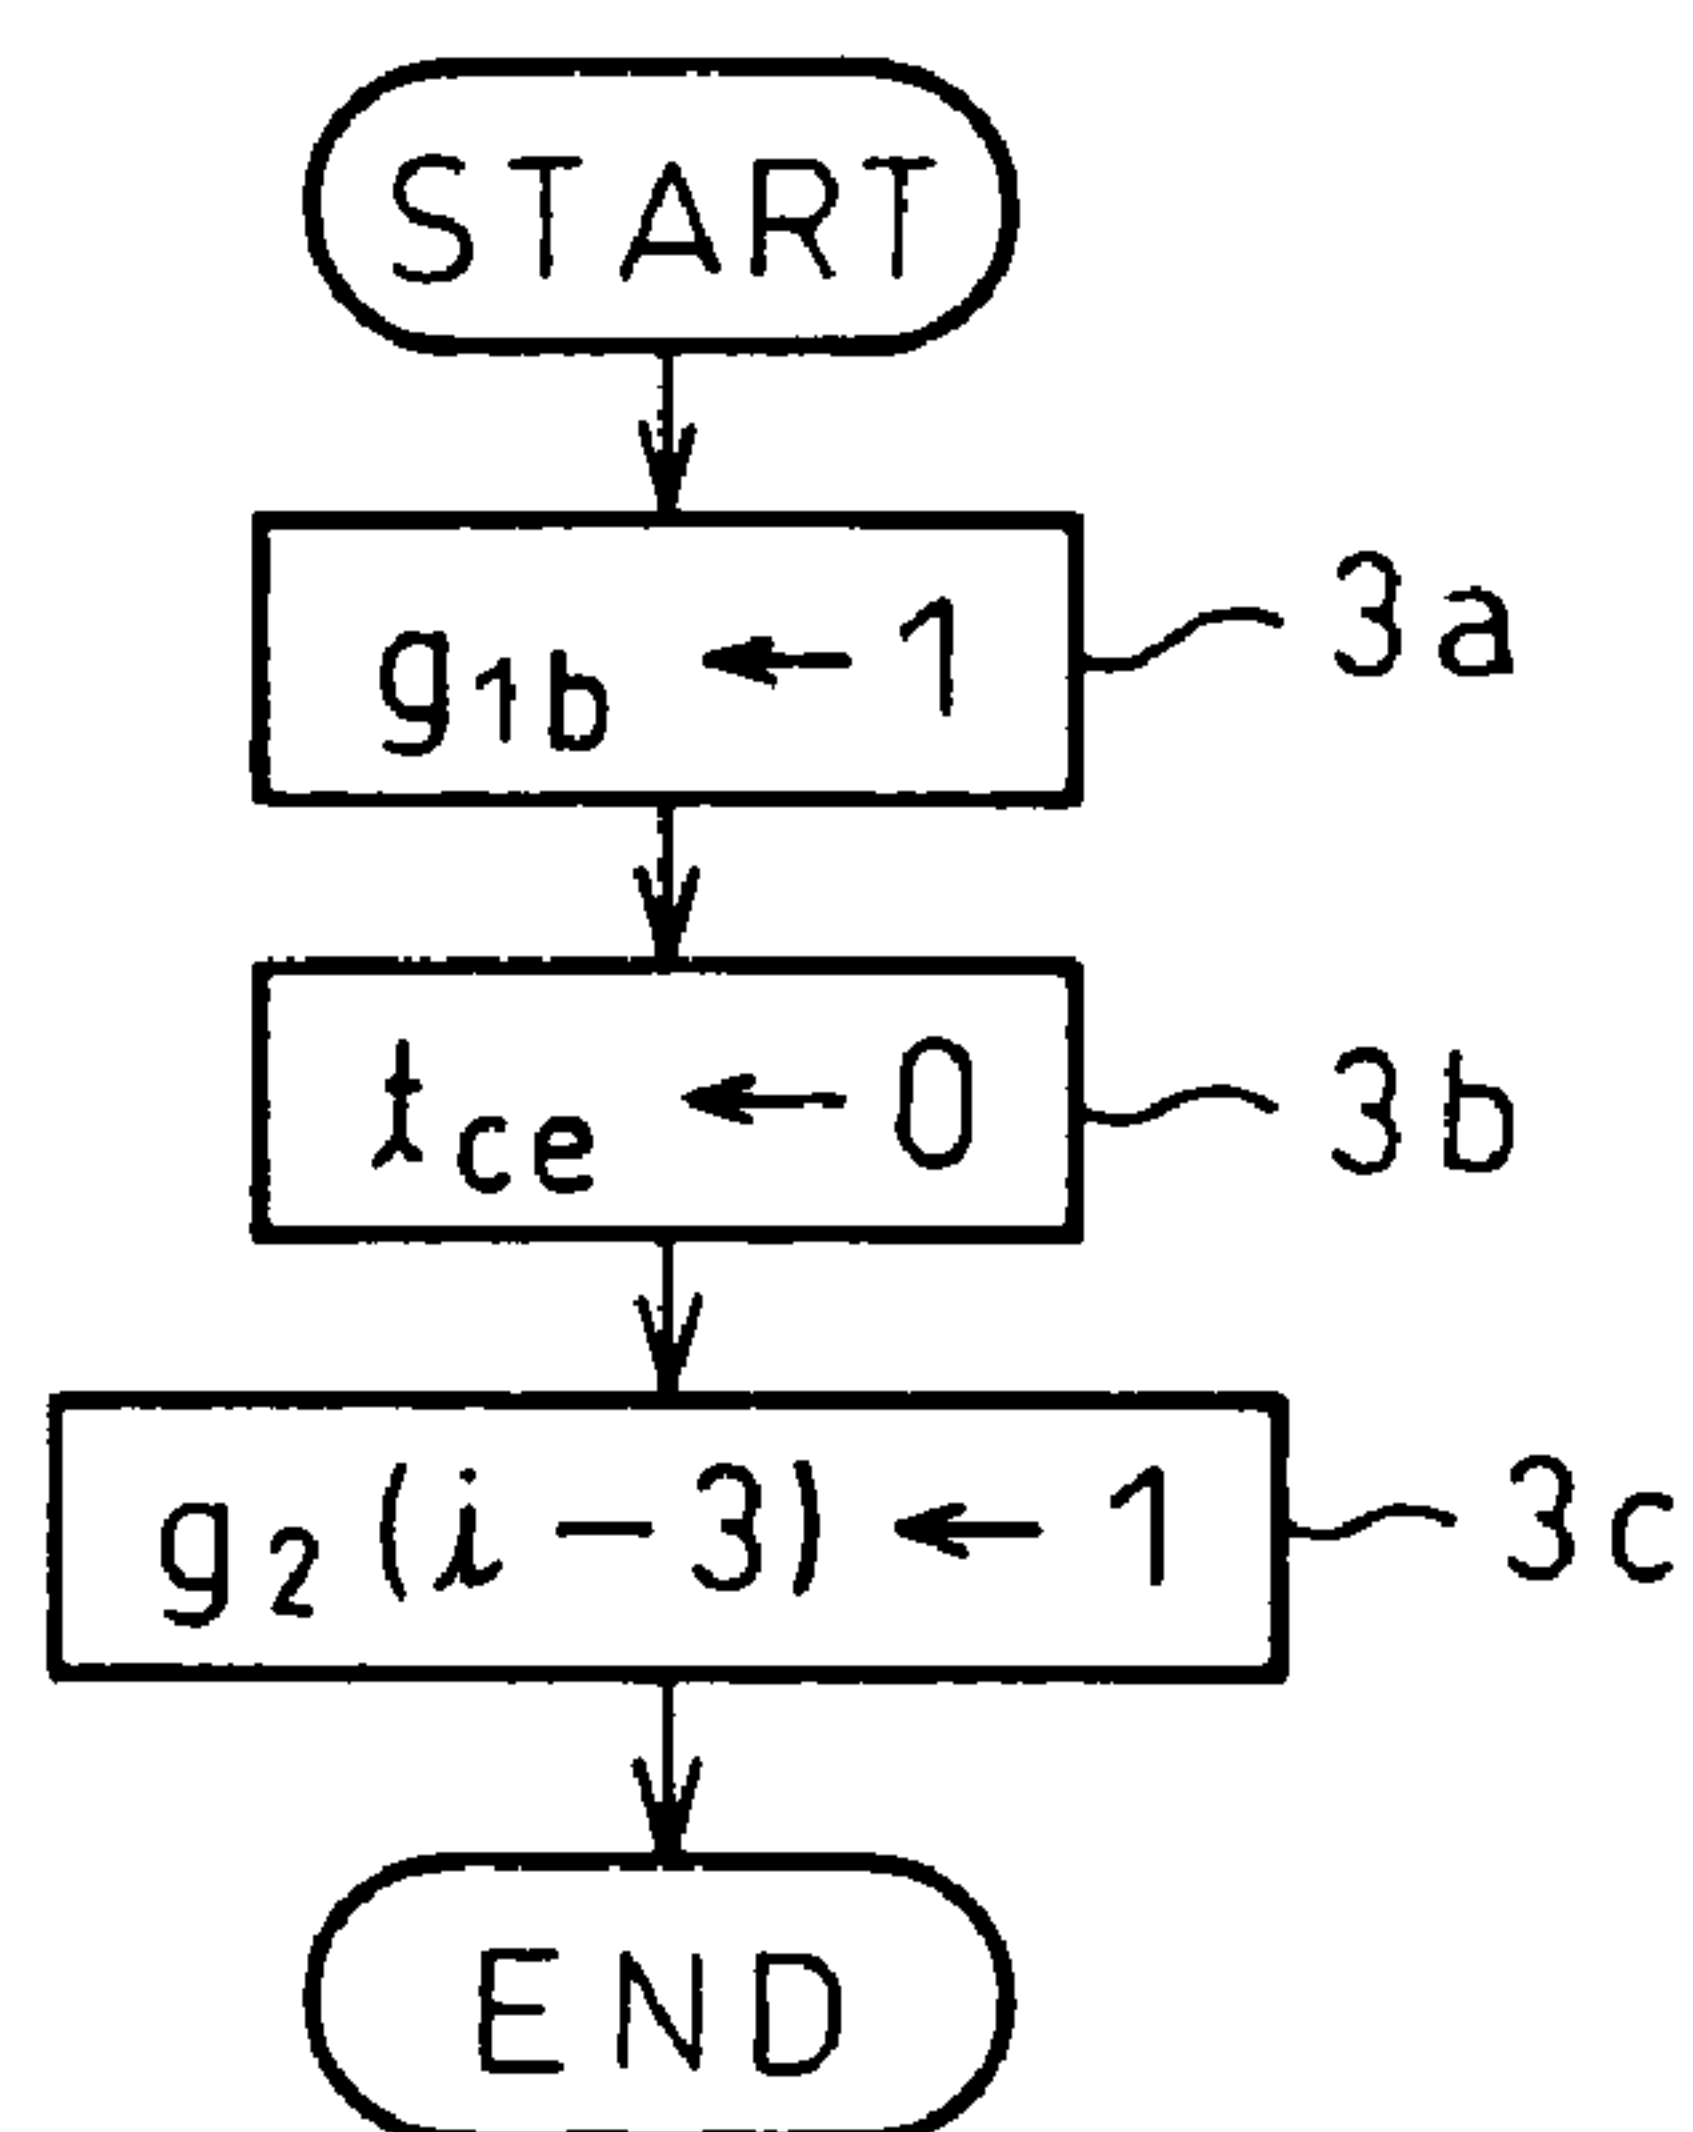 START
g1b ← 1 3a
tce ← 0 3b
g2 (i - 3) ← 1 3c
END